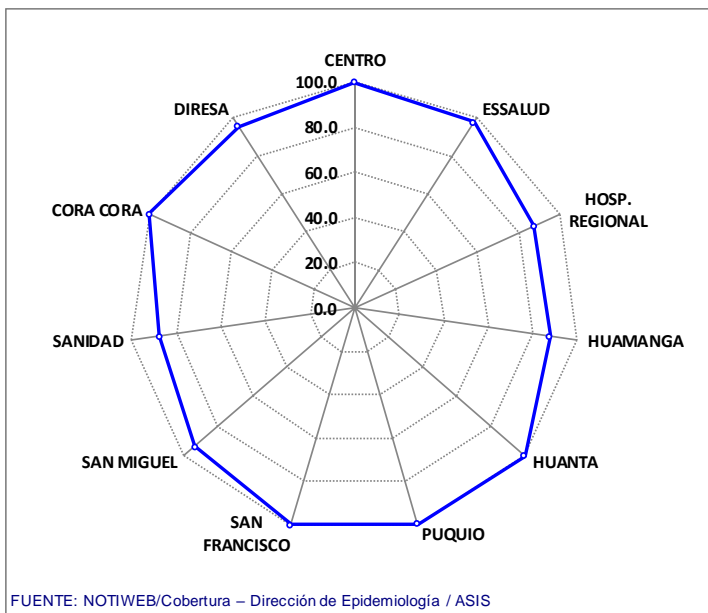 CENTRO
100.0
80.0
60.0
40.0
20.0
0.0
ESSALUD
HOSP.
REGIONAL
HUAMANGA
HUANTA
PUQUIO
SAN
FRANCISCO
SAN MIGUEL
SANIDAD
CORA CORA
DIRESA
FUENTE: NOTIWEB/Cobertura – Dirección de Epidemiología / ASIS